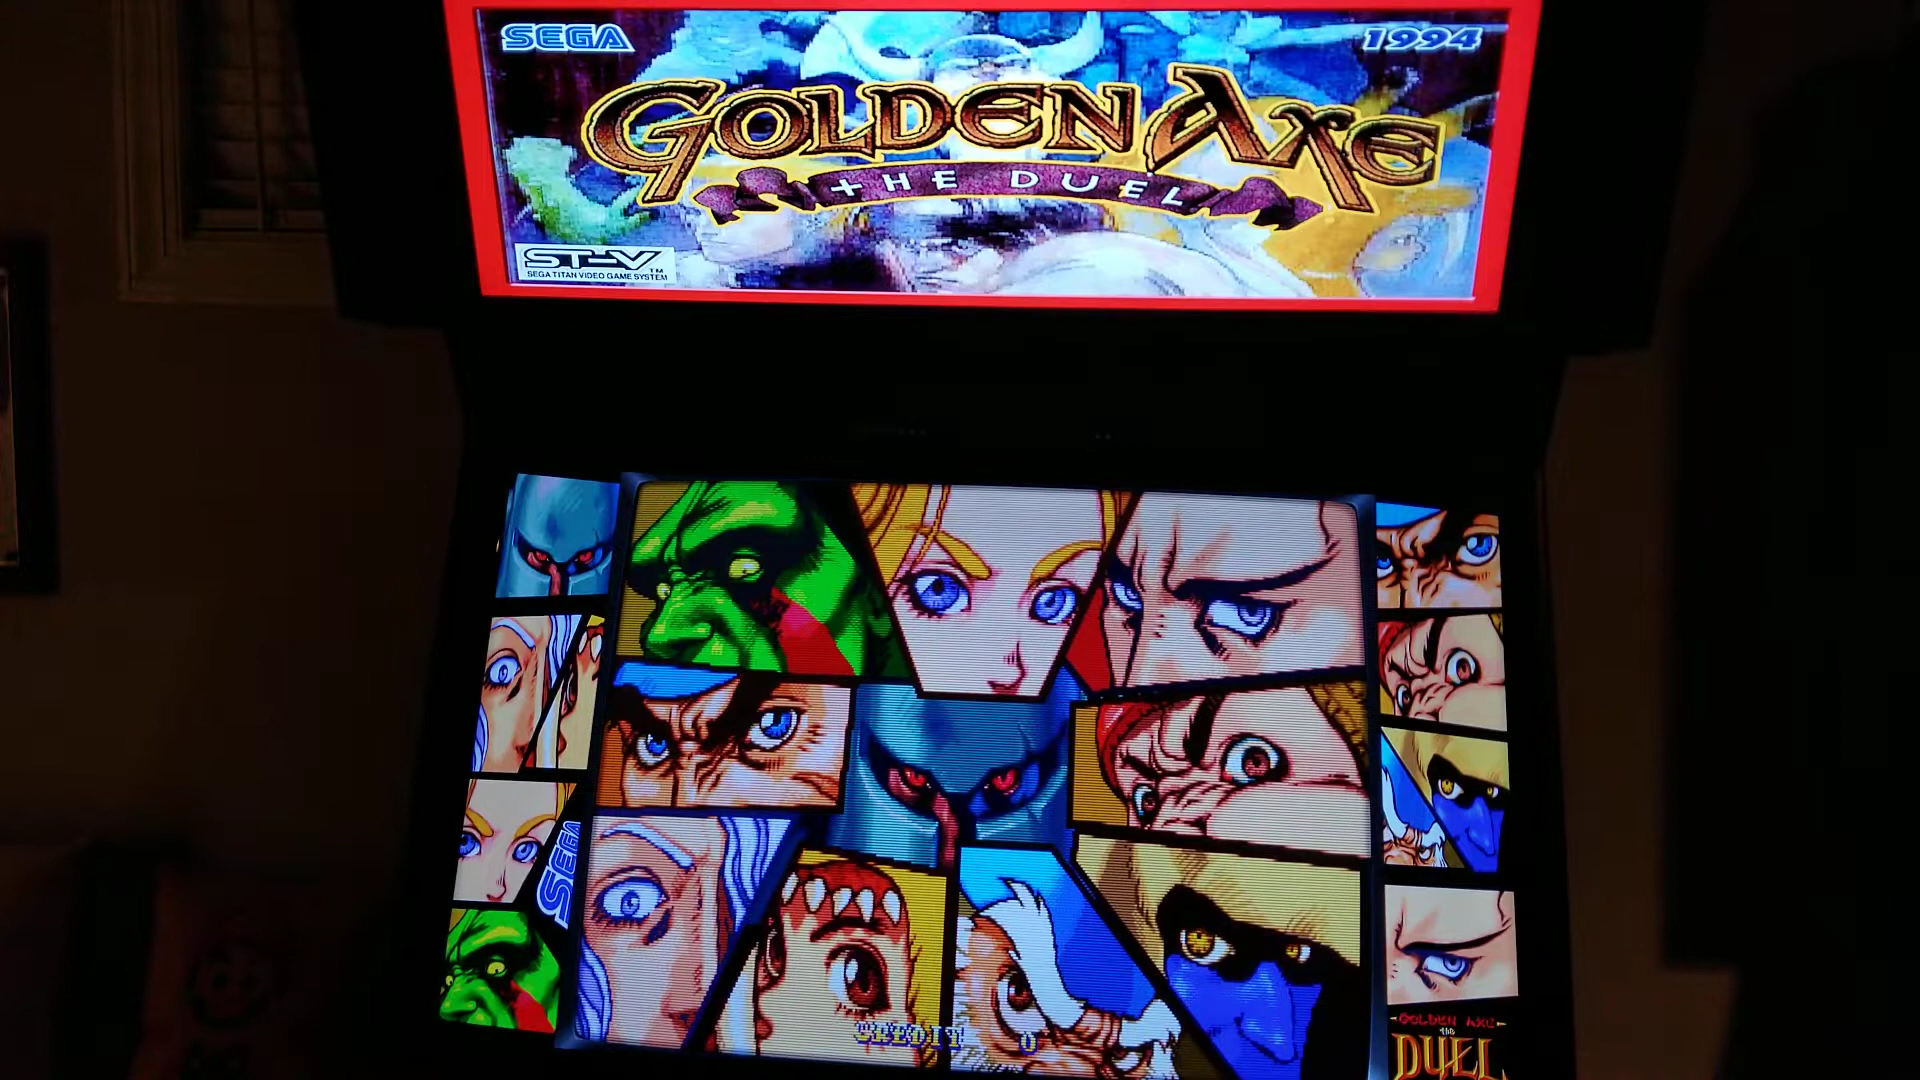 SEGA
1994
GOLDEN AXE
THE DUEL
ST-V™
SEGA TITAN VIDEO GAME SYSTEM
SEGA
CREDIT 0
GOLDEN AXE
the
DUEL